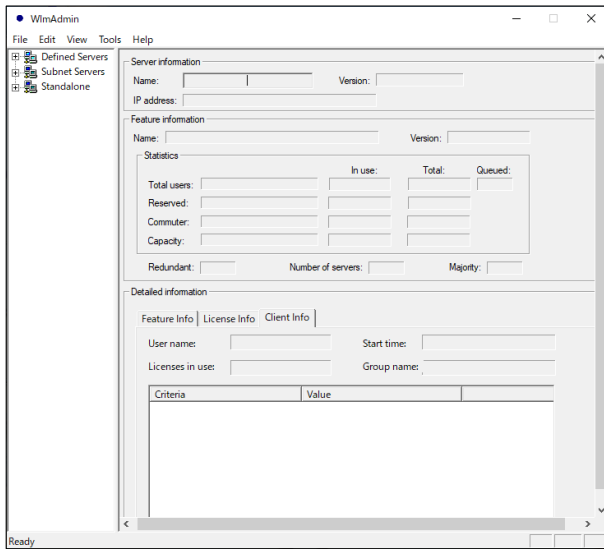 WlmAdmin
File Edit View Tools Help
Defined Servers
Subnet Servers
Standalone
Server information
Name: Version:
IP address:
Feature information
Name: Version:
Statistics
In use: Total: Queued:
Total users:
Reserved:
Commuter:
Capacity:
Redundant: Number of servers: Majority:
Detailed information
Feature Info License Info Client Info
User name: Start time:
Licenses in use: Group name:
Criteria Value
Ready